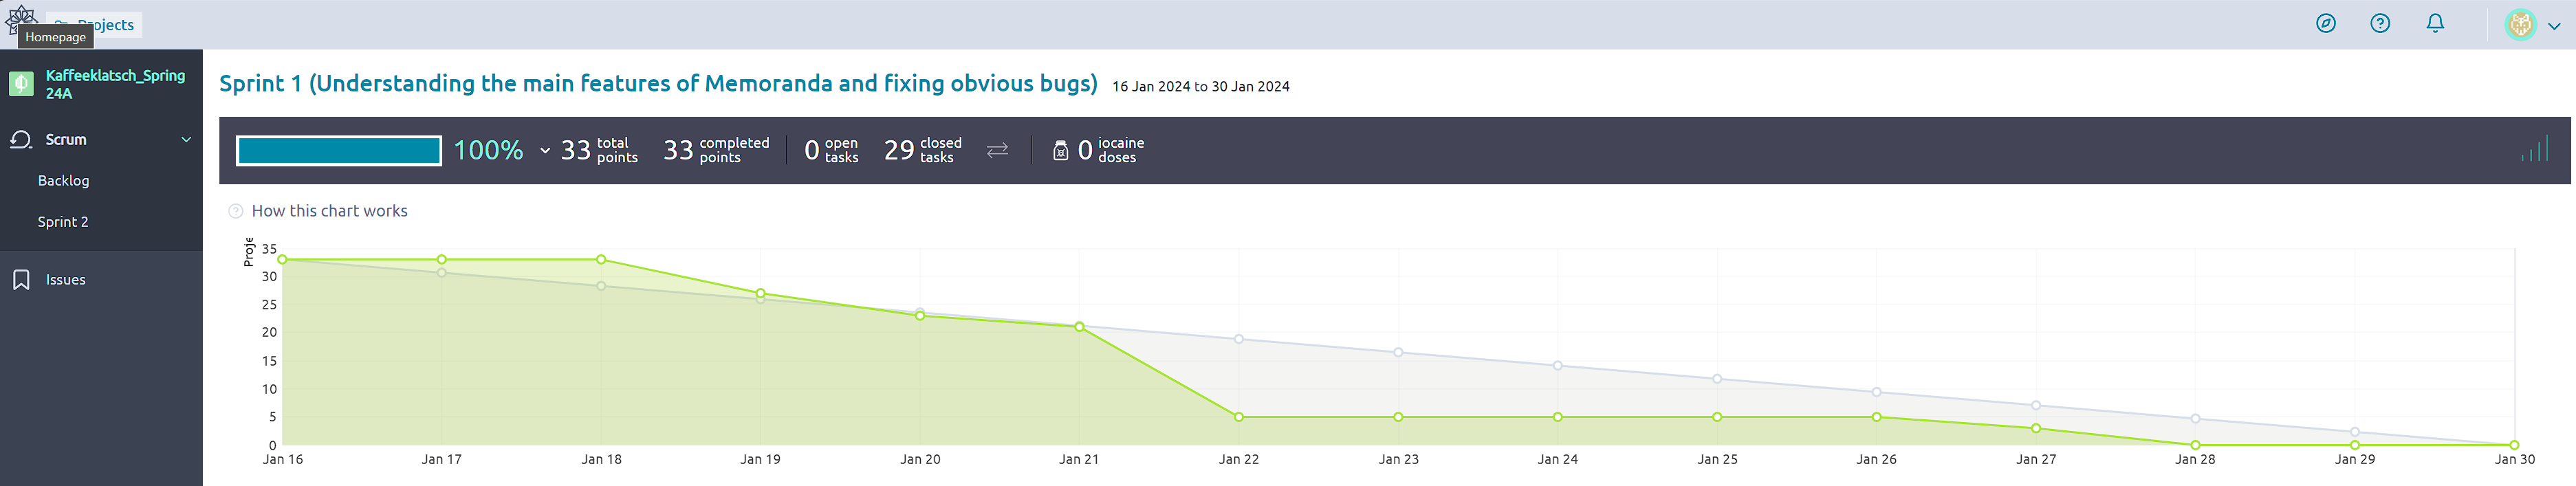 Projects
Homepage
Kaffeeklatsch_Spring
24A
Scrum
Backlog
Sprint 2
Issues
Sprint 1 (Understanding the main features of Memoranda and fixing obvious bugs) 16 Jan 2024 to 30 Jan 2024
100% 33 total points 33 completed points 0 open tasks 29 closed tasks 0 iocaine doses
How this chart works
Proje
35
30
25
20
15
10
5
0
Jan 16 Jan 17 Jan 18 Jan 19 Jan 20 Jan 21 Jan 22 Jan 23 Jan 24 Jan 25 Jan 26 Jan 27 Jan 28 Jan 29 Jan 30